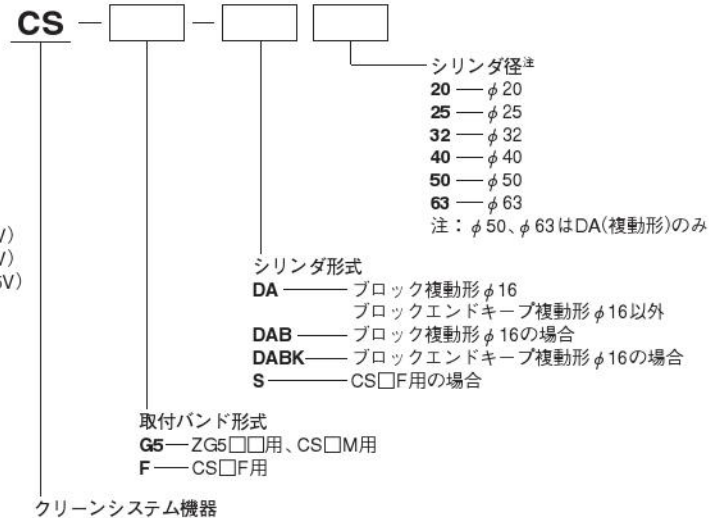 CS － □ － □ □
シリンダ径注
20 — φ20
25 — φ25
32 — φ32
40 — φ40
50 — φ50
63 — φ63
注：φ50、φ63はDA(複動形)のみ
V)
V)
V)
シリンダ形式
DA — ブロック複動形φ16
ブロックエンドキープ複動形φ16以外
DAB — ブロック複動形φ16の場合
DABK — ブロックエンドキープ複動形φ16の場合
S — CS□F用の場合
取付バンド形式
G5 — ZG5□□用、CS□M用
F — CS□F用
クリーンシステム機器